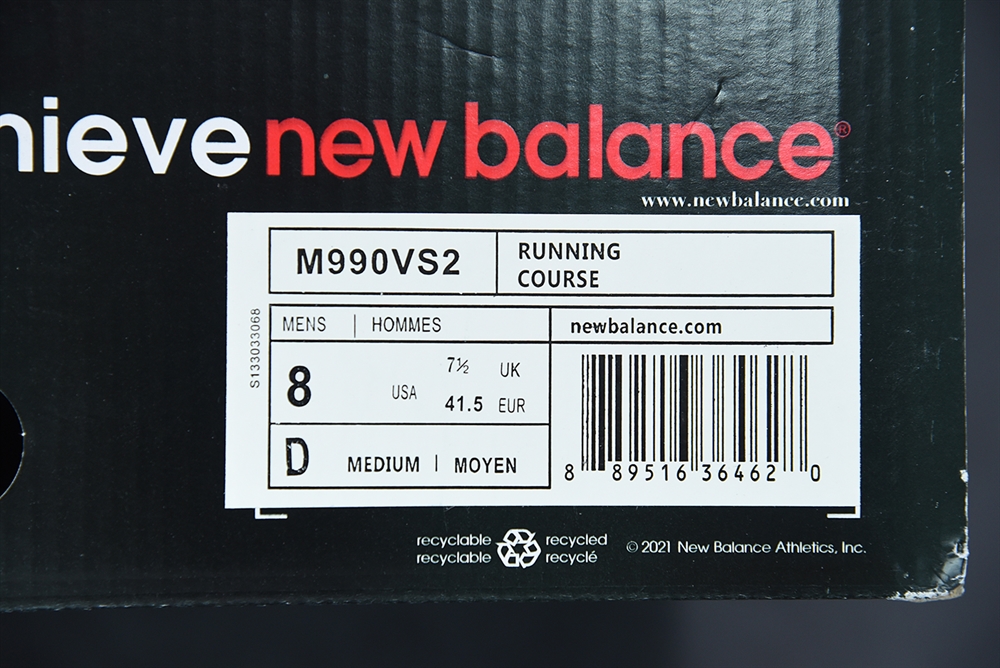 hieve new balance®
www.newbalance.com
M990VS2
RUNNING
COURSE
S133033068
MENS | HOMMES
newbalance.com
8 USA
7½ UK
41.5 EUR
D MEDIUM | MOYEN
8 89516 36462 0
recyclable recycled
recyclable recyclé
© 2021 New Balance Athletics, Inc.